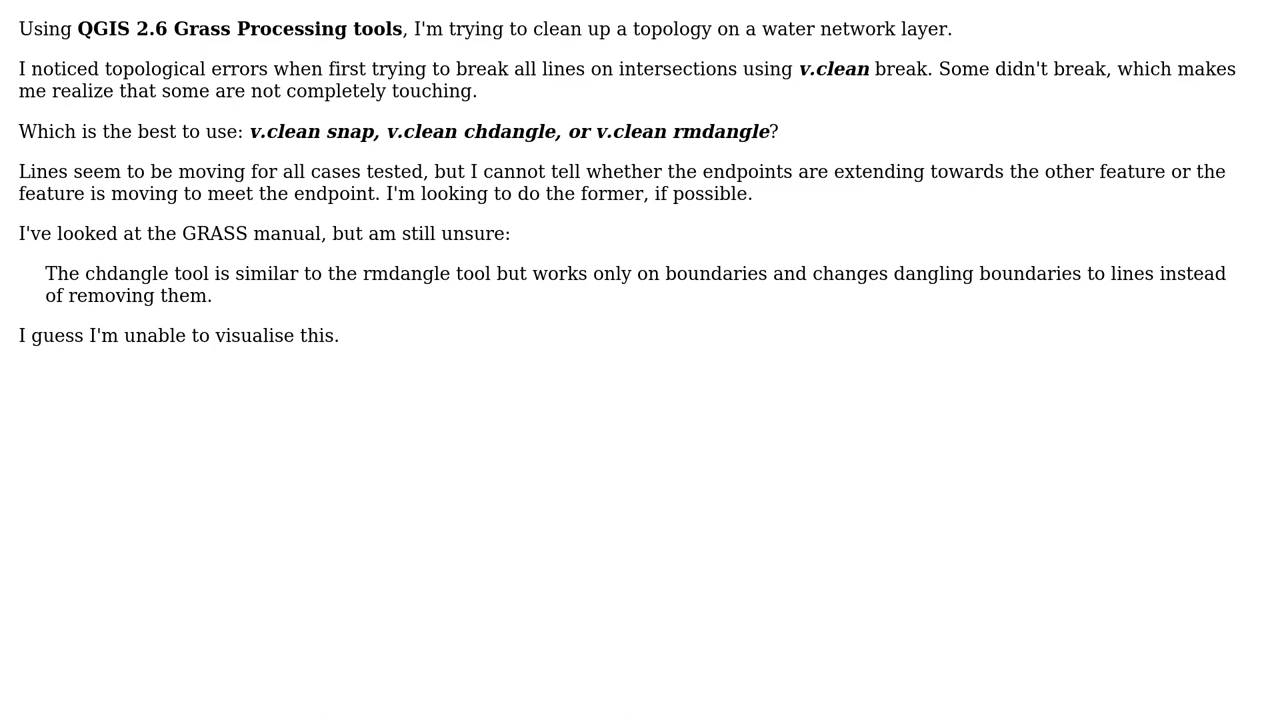 Using QGIS 2.6 Grass Processing tools, I'm trying to clean up a topology on a water network layer.
I noticed topological errors when first trying to break all lines on intersections using v.clean break. Some didn't break, which makes
me realize that some are not completely touching.
Which is the best to use: v.clean snap, v.clean chdangle, or v.clean rmdangle?
Lines seem to be moving for all cases tested, but I cannot tell whether the endpoints are extending towards the other feature or the
feature is moving to meet the endpoint. I'm looking to do the former, if possible.
I've looked at the GRASS manual, but am still unsure:
The chdangle tool is similar to the rmdangle tool but works only on boundaries and changes dangling boundaries to lines instead
of removing them.
I guess I'm unable to visualise this.